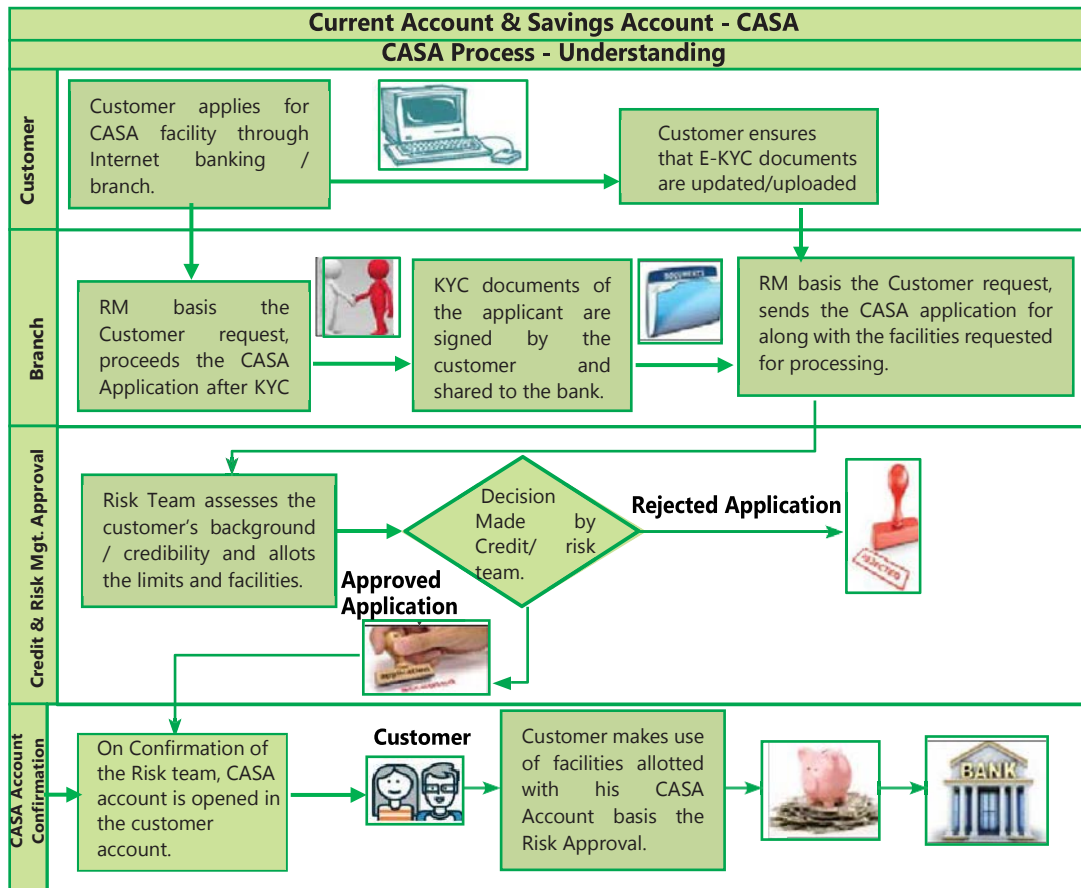 Current Account & Savings Account - CASA
CASA Process - Understanding
Customer
Customer applies for
CASA facility through
Internet banking /
branch.
Customer ensures
that E-KYC documents
are updated/uploaded
Branch
RM basis the
Customer request,
proceeds the CASA
Application after KYC
KYC documents of
the applicant are
signed by the
customer and
shared to the bank.
DOCUMENTS
RM basis the Customer request,
sends the CASA application for
along with the facilities requested
for processing.
Credit & Risk Mgt. Approval
Risk Team assesses the
customer's background
/ credibility and allots
the limits and facilities.
Decision
Made by
Credit/ risk
team.
Rejected Application
REJECTED
Approved
Application
application
CASA Account
Confirmation
On Confirmation of
the Risk team, CASA
account is opened in
the customer
account.
Customer
Customer makes use
of facilities allotted
with his CASA
Account basis the
Risk Approval.
BANK